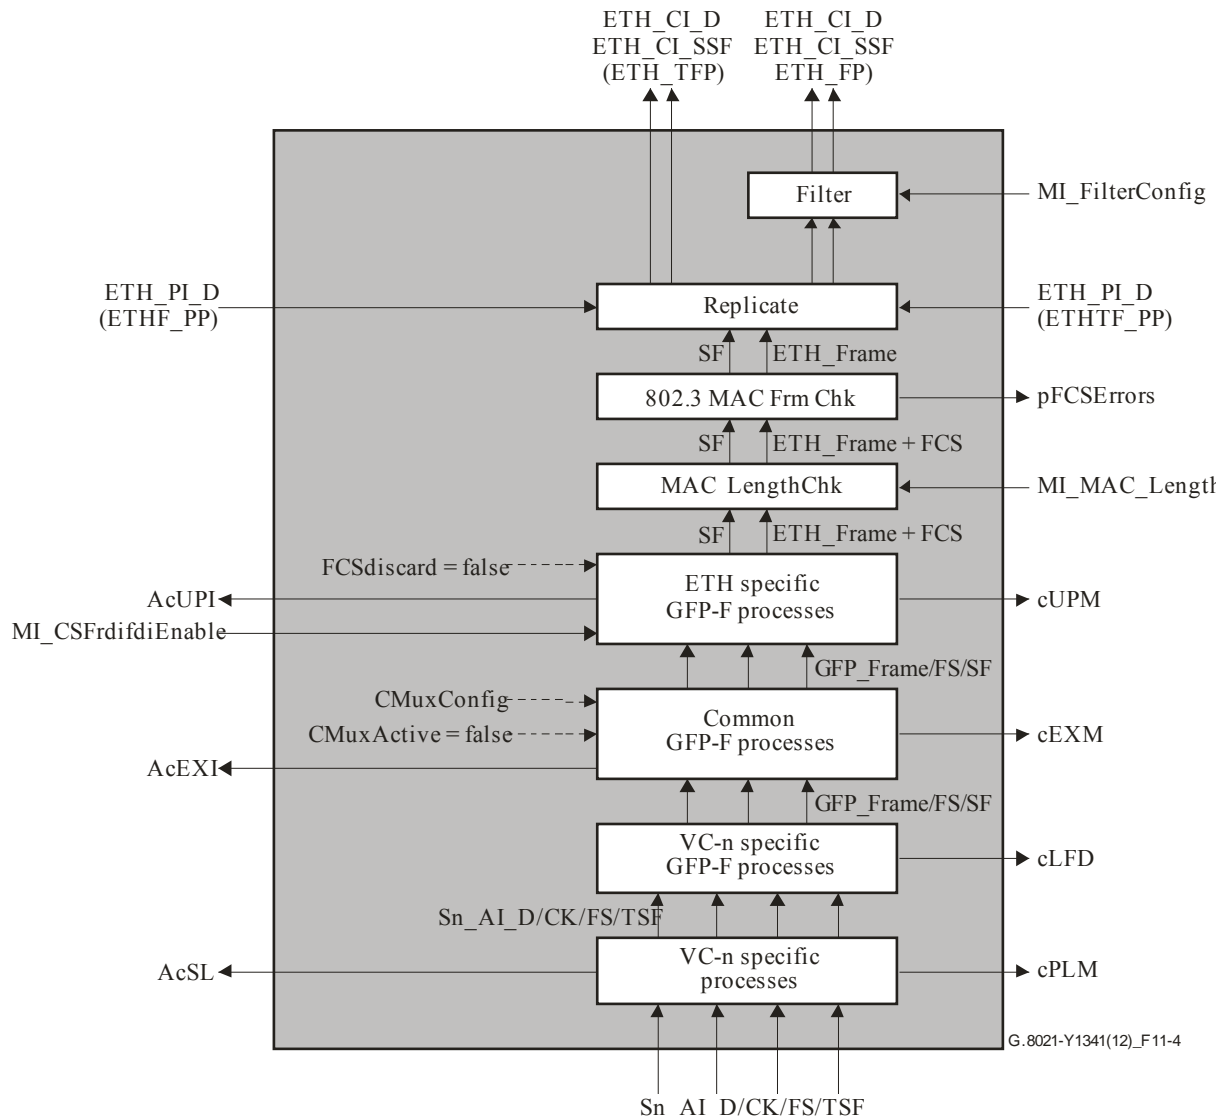 ETH_CI_D
ETH_CI_SSF
(ETH_TFP)
ETH_CI_D
ETH_CI_SSF
ETH_FP)
Filter
MI_FilterConfig
ETH_PI_D
(ETHF_PP)
Replicate
ETH_PI_D
(ETHTF_PP)
SF
ETH_Frame
802.3 MAC Frm Chk
pFCSErrors
SF
ETH_Frame + FCS
MAC LengthChk
MI_MAC_Length
SF
ETH_Frame + FCS
FCSdiscard = false
ETH specific
GFP-F processes
AcUPI
cUPM
MI_CSFrdifdiEnable
GFP_Frame/FS/SF
CMuxConfig
Common
GFP-F processes
CMuxActive = false
cEXM
AcEXI
GFP_Frame/FS/SF
VC-n specific
GFP-F processes
cLFD
Sn_AI_D/CK/FS/TSF
VC-n specific
processes
AcSL
cPLM
G.8021-Y1341(12)_F11-4
Sn_AI_D/CK/FS/TSF